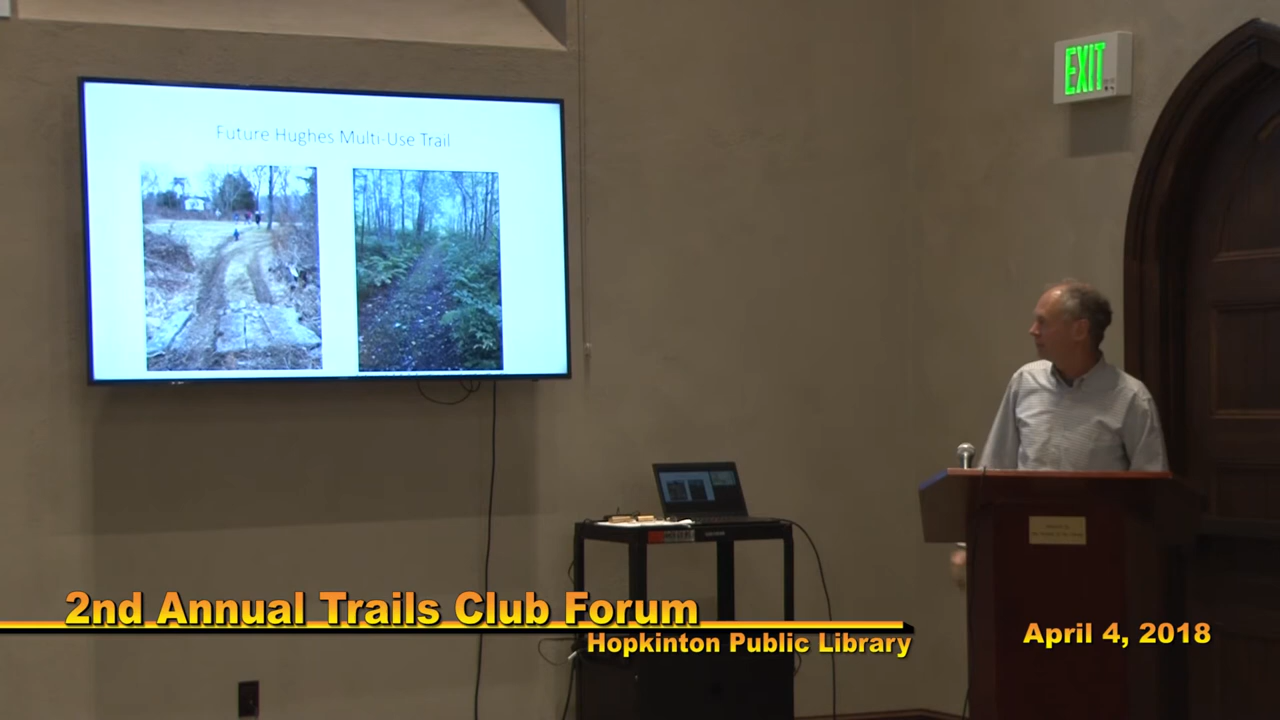 Future Hughes Multi-Use Trail
EXIT
2nd Annual Trails Club Forum
Hopkinton Public Library
April 4, 2018